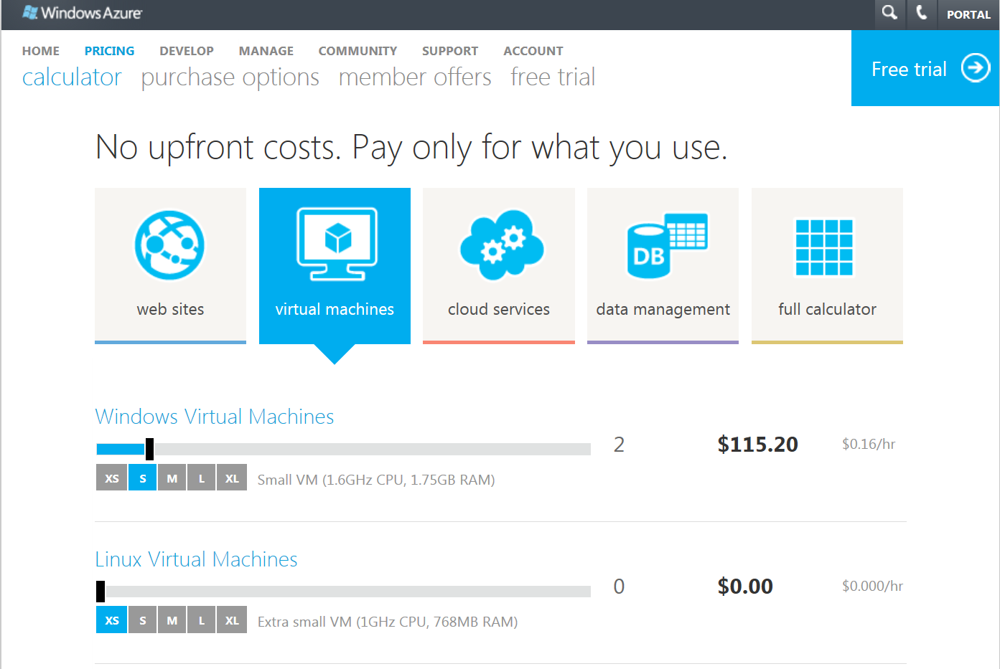 Windows Azure
PORTAL
HOME PRICING DEVELOP MANAGE COMMUNITY SUPPORT ACCOUNT
calculator purchase options member offers free trial
Free trial
No upfront costs. Pay only for what you use.
DB
web sites virtual machines cloud services data management full calculator
Windows Virtual Machines
2 $115.20 $0.16/hr
XS S M L XL Small VM (1.6GHz CPU, 1.75GB RAM)
Linux Virtual Machines
0 $0.00 $0.000/hr
XS S M L XL Extra small VM (1GHz CPU, 768MB RAM)